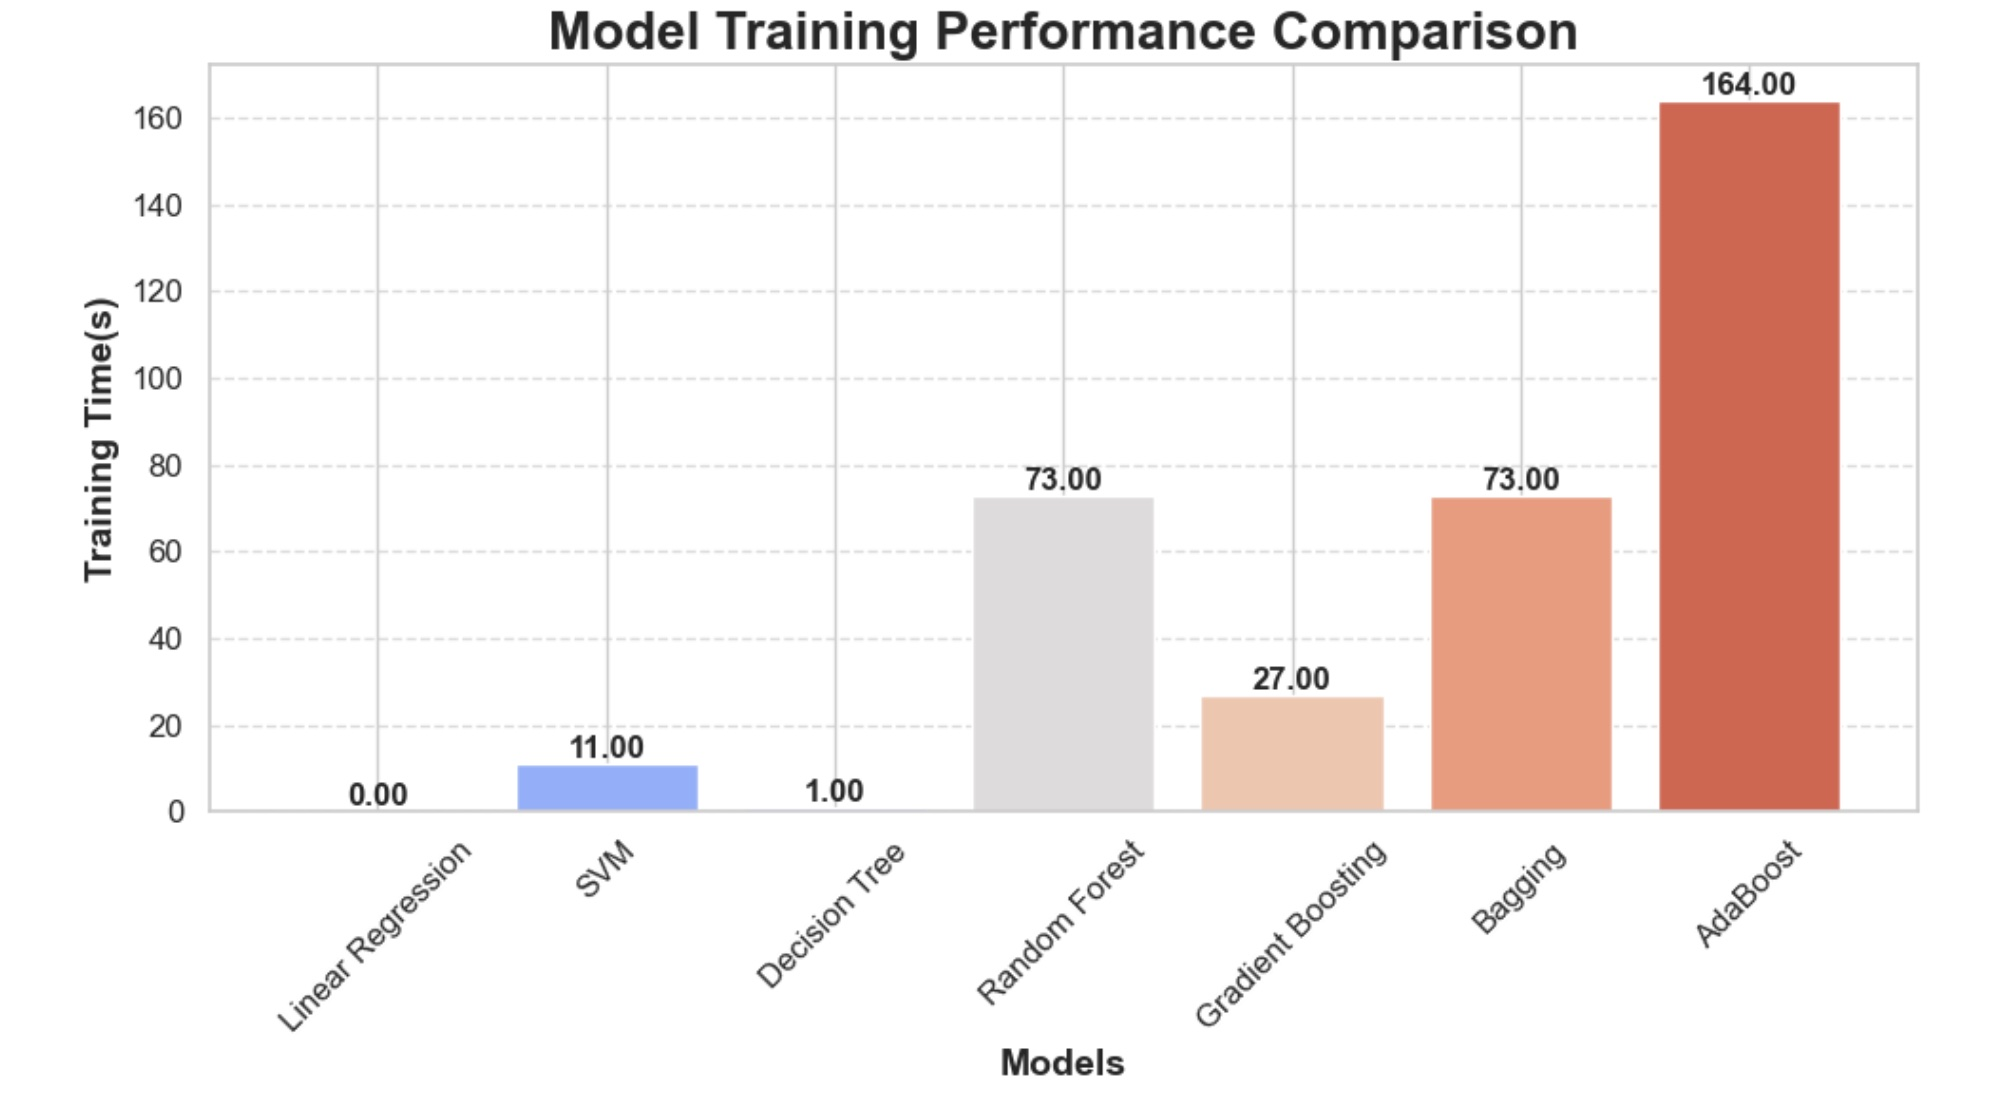 Model Training Performance Comparison
Training Time(s)
160
140
120
100
80
60
40
20
0
0.00
11.00
1.00
73.00
27.00
73.00
164.00
Linear Regression
SVM
Decision Tree
Random Forest
Gradient Boosting
Bagging
AdaBoost
Models